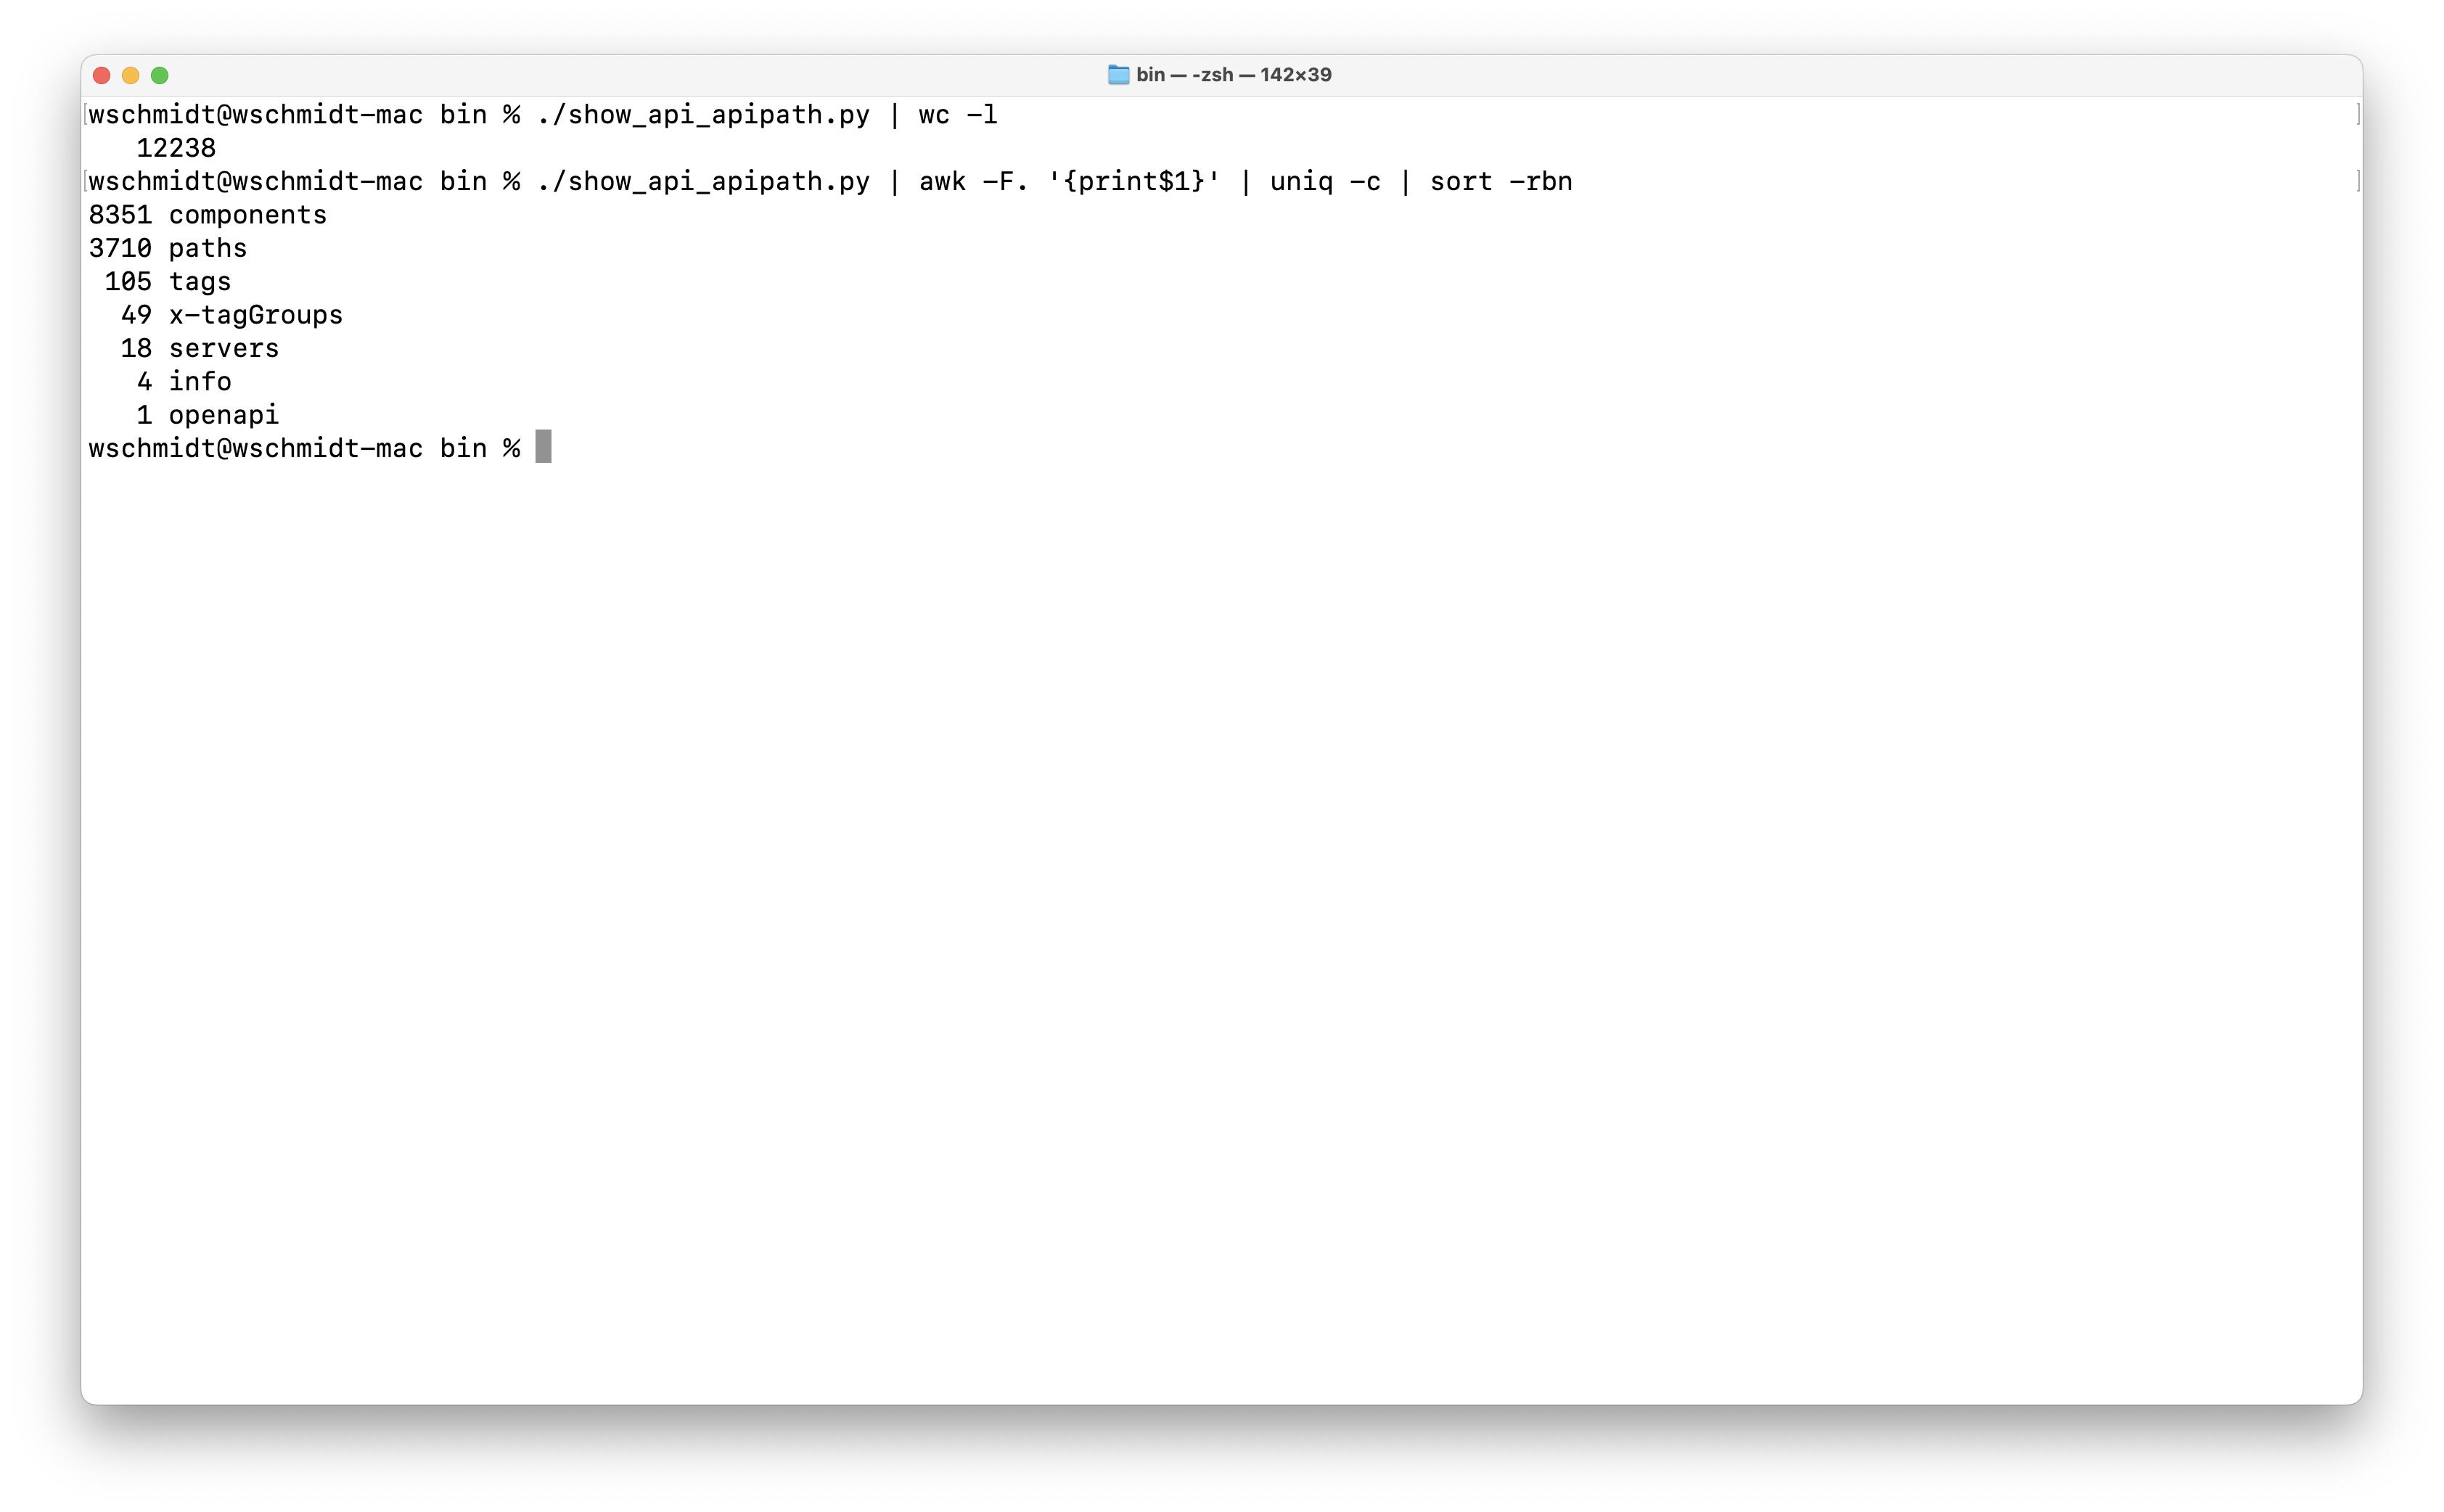 bin — -zsh — 142×39
[wschmidt@wschmidt-mac bin % ./show_api_apipath.py | wc -l ]
   12238
[wschmidt@wschmidt-mac bin % ./show_api_apipath.py | awk -F. '{print$1}' | uniq -c | sort -rbn ]
8351 components
3710 paths
 105 tags
  49 x-tagGroups
  18 servers
   4 info
   1 openapi
wschmidt@wschmidt-mac bin %